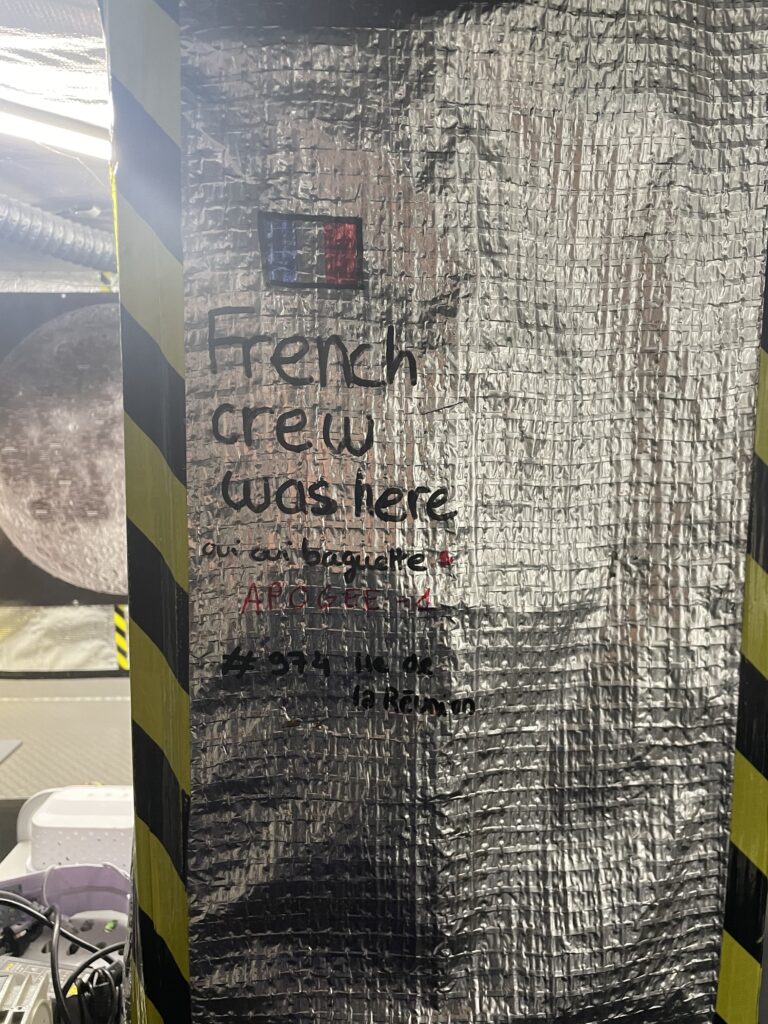 French
crew
was here
oui oui baguette
APOGEE - 1
# 974 île de
la Réunion